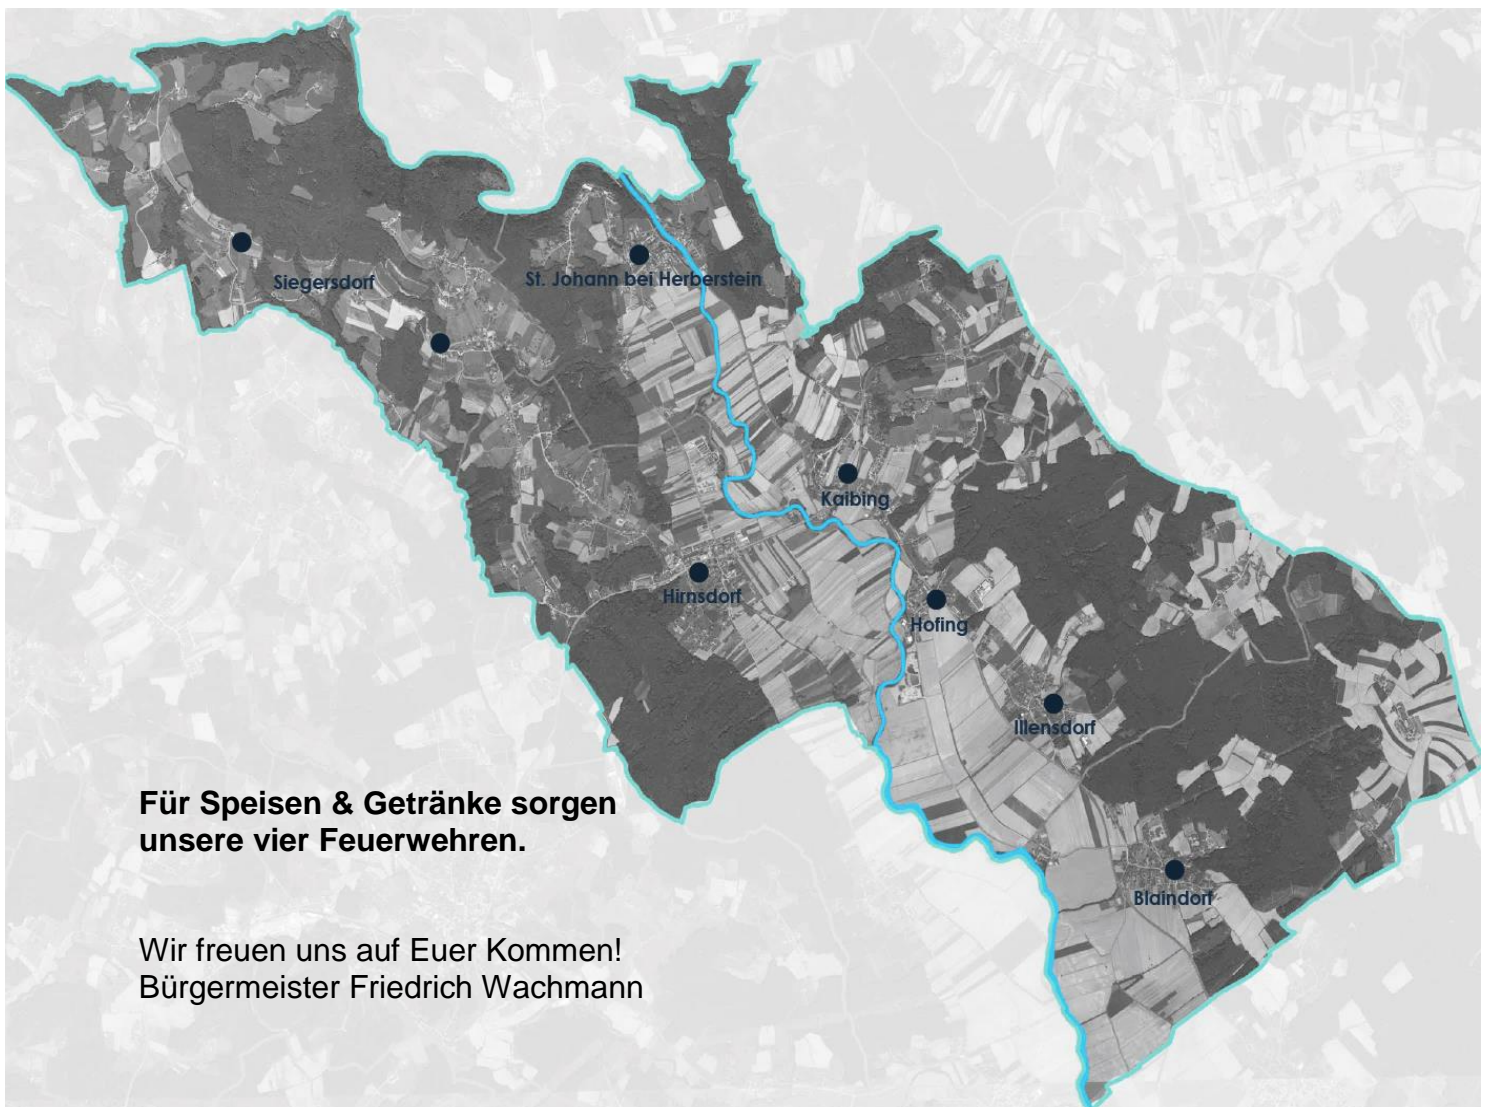 Siegersdorf
St. Johann bei Herberstein
Kaibing
Hirnsdorf
Hofing
Illensdorf
Für Speisen & Getränke sorgen
unsere vier Feuerwehren.
Blaindorf
Wir freuen uns auf Euer Kommen!
Bürgermeister Friedrich Wachmann